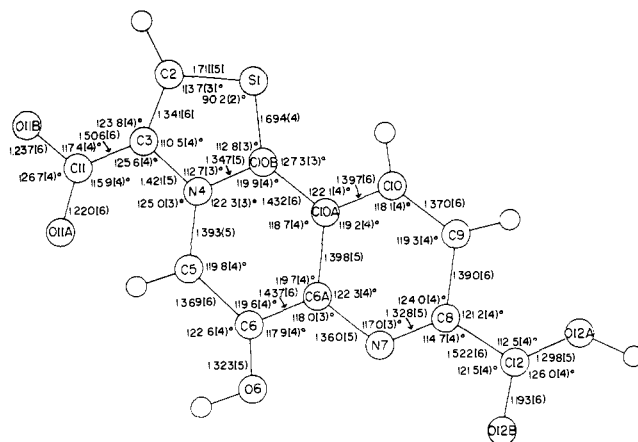 C2
1.711(5)
S1
113.7(3)°
90.2(2)°
1.341(6)
1.694(4)
O11B
123.8(4)°
1.506(6)
C3
110.5(4)°
1.237(6)
117.4(4)°
112.8(3)°
C11
125.6(4)°
1.347(5)
C10B
127.3(3)°
C10
126.7(4)°
115.9(4)°
1.421(5)
112.7(3)°
119.9(4)°
1.397(6)
N4
1.432(6)
122.1(4)°
118.1(4)°
1.370(6)
1.220(6)
125.0(3)°
122.3(3)°
C10A
O11A
118.7(4)°
119.2(4)°
C9
1.393(5)
119.3(4)°
1.398(5)
C5
119.8(4)°
119.7(4)°
1.390(6)
1.437(6)
C6A
122.3(4)°
1.369(6)
119.6(4)°
124.0(4)°
118.0(3)°
1.328(5)
C8
121.2(4)°
C6
117.0(3)°
O12A
122.6(4)°
117.9(4)°
1.360(5)
114.7(4)°
112.5(4)°
N7
1.522(6)
1.298(5)
1.323(5)
C12
121.5(4)°
126.0(4)°
O6
1.193(6)
O12B